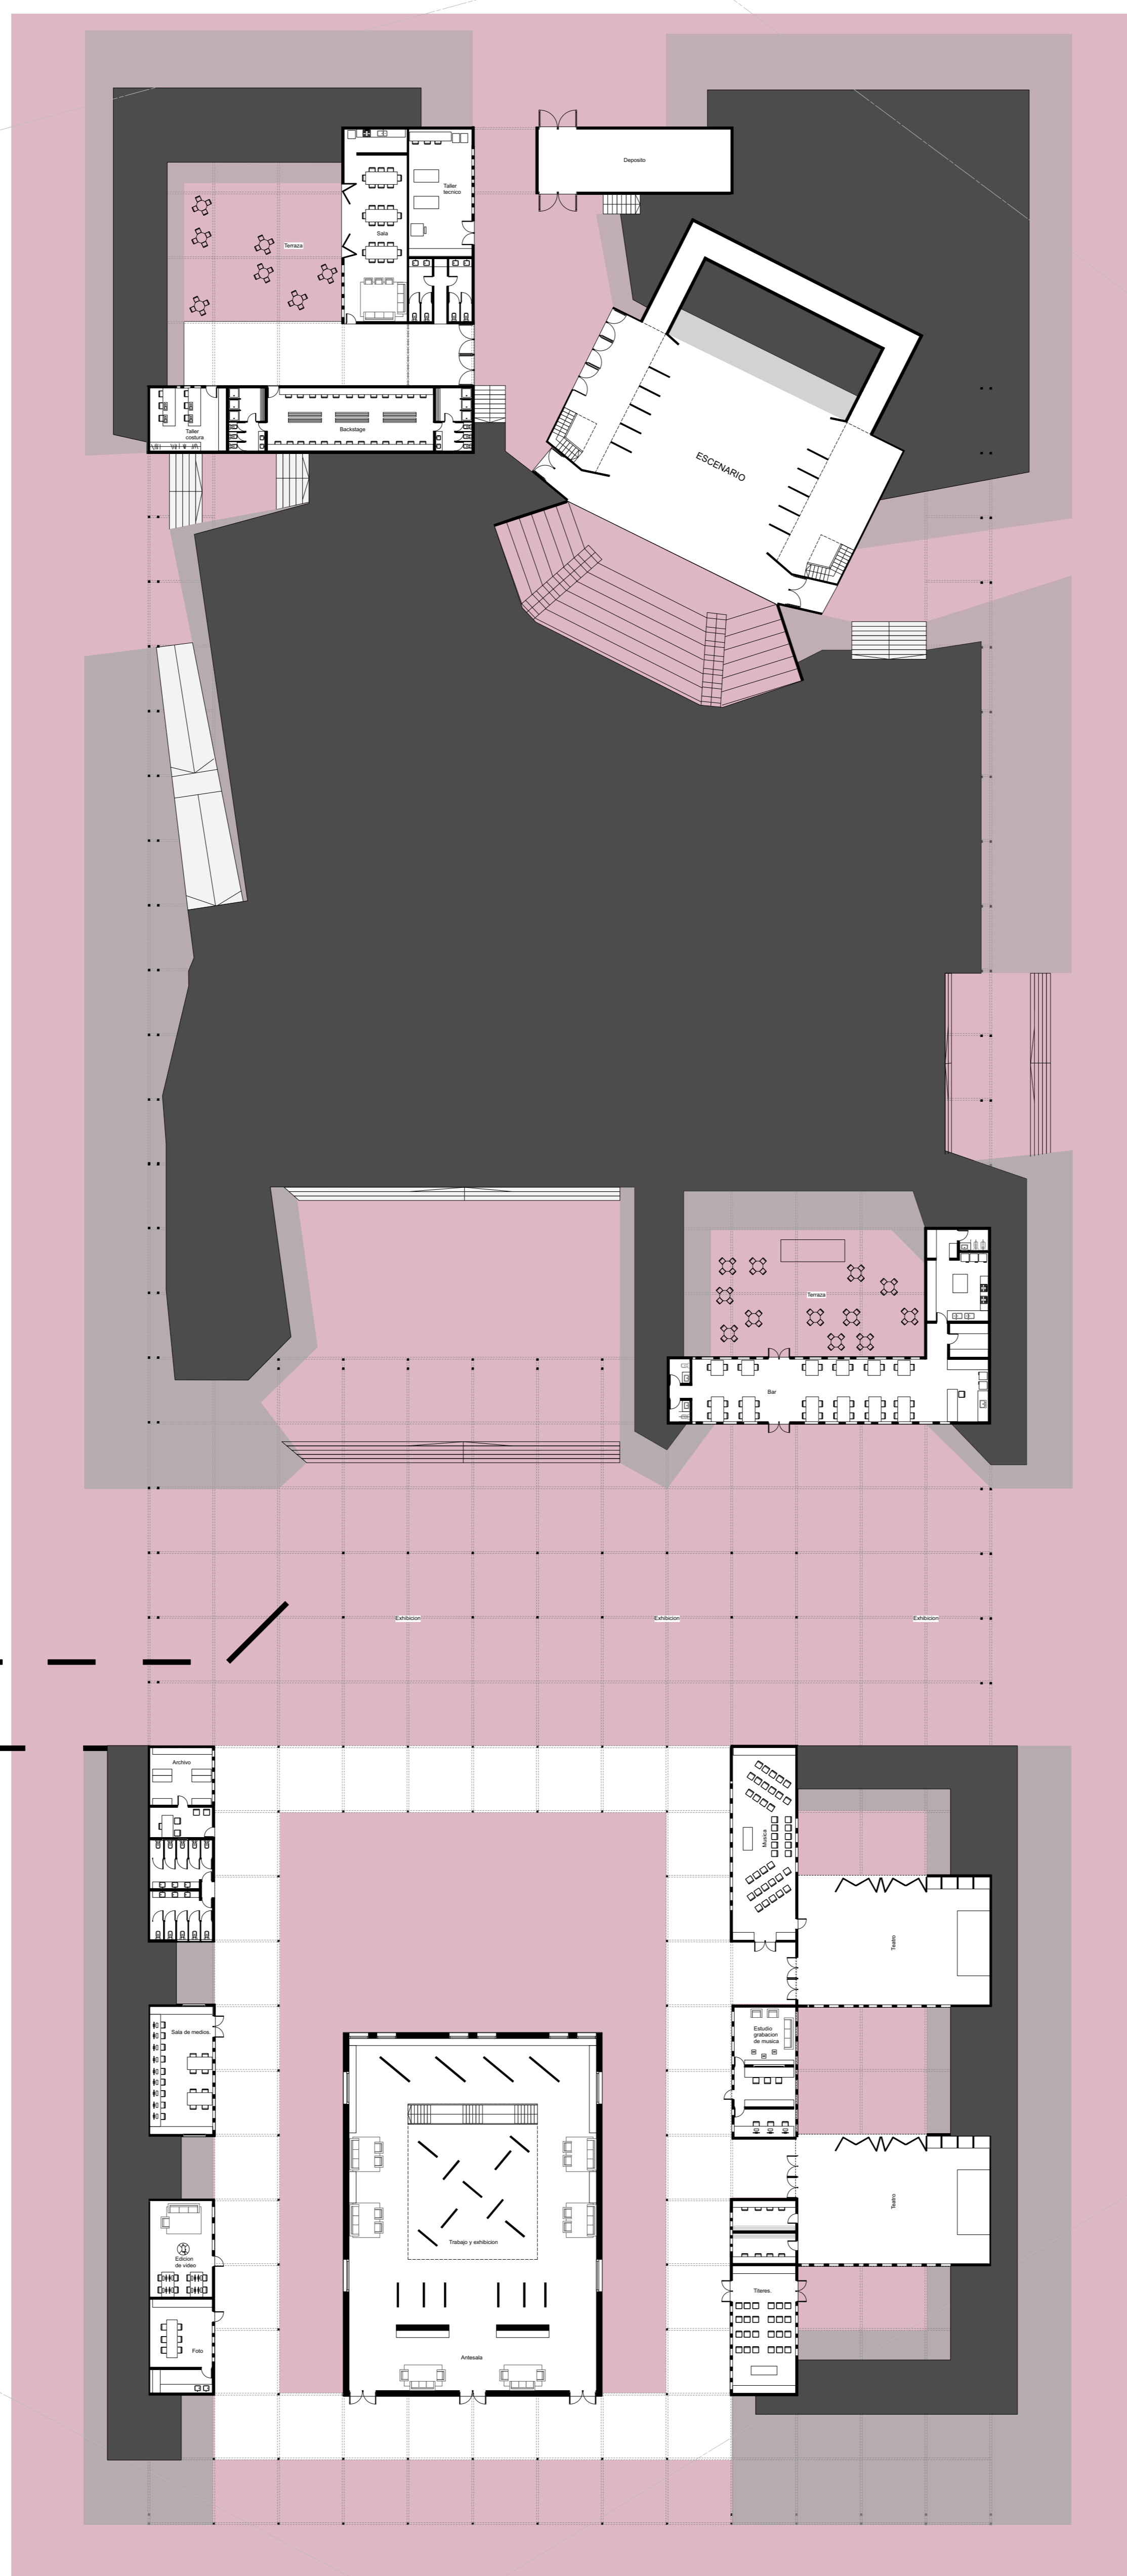 Deposito
Taller
tecnico
Sala
Terraza
Taller
costura
Backstage
ESCENARIO
Terraza
Bar
Exhibicion
Exhibicion
Exhibicion
Archivo
Musica
Teatro
Sala de medios.
Estudio
grabacion
de musica
Teatro
Trabajo y exhibicion
Edicion
de video
Titeres.
Foto
Antesala